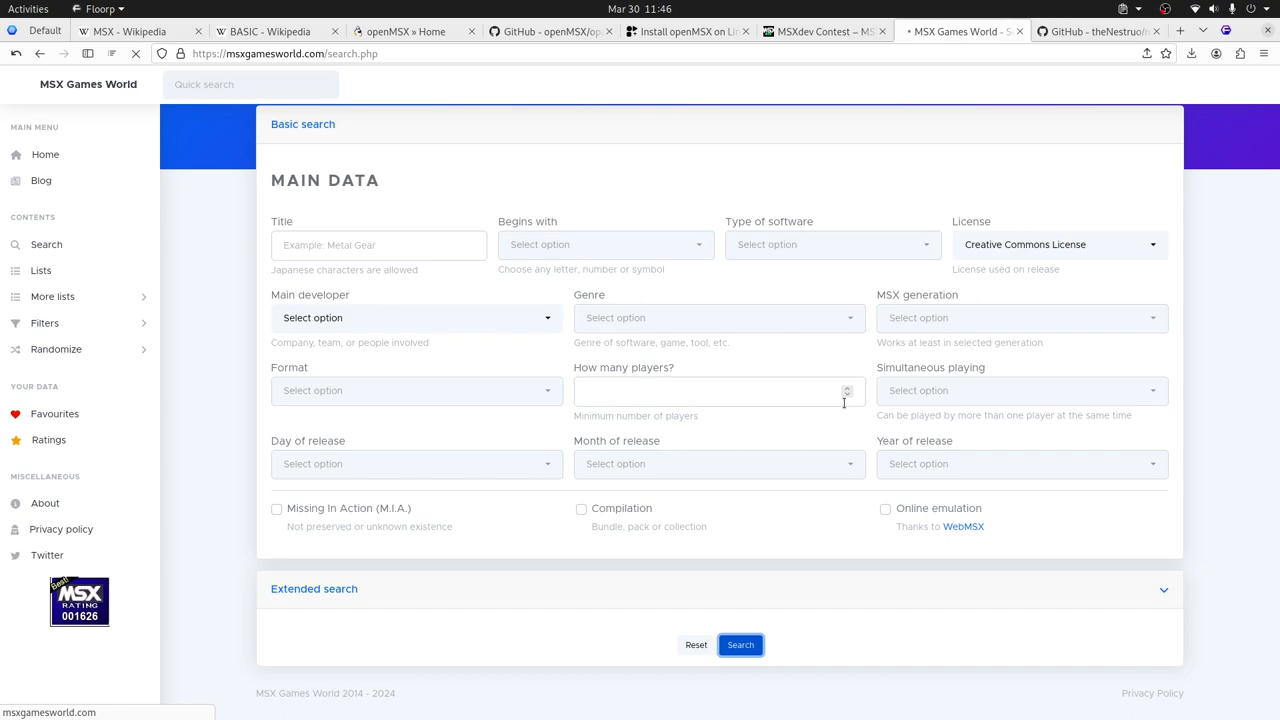 Activities
Floorp
Mar 30 11:46
Default
MSX - Wikipedia
BASIC - Wikipedia
openMSX » Home
GitHub - openMSX/op
Install openMSX on Lin
MSXdev Contest – MS
MSX Games World - S
GitHub - theNestruo/
https://msxgamesworld.com/search.php
MSX Games World
Quick search
MAIN MENU
Home
Blog
CONTENTS
Search
Lists
More lists
Filters
Randomize
YOUR DATA
Favourites
Ratings
MISCELLANEOUS
About
Privacy policy
Twitter
Best!
MSX
RATING
001626
Basic search
MAIN DATA
Title
Begins with
Type of software
License
Example: Metal Gear
Select option
Select option
Creative Commons License
Japanese characters are allowed
Choose any letter, number or symbol
License used on release
Main developer
Genre
MSX generation
Select option
Select option
Select option
Company, team, or people involved
Genre of software, game, tool, etc.
Works at least in selected generation
Format
How many players?
Simultaneous playing
Select option
Select option
Minimum number of players
Can be played by more than one player at the same time
Day of release
Month of release
Year of release
Select option
Select option
Select option
Missing In Action (M.I.A.)
Compilation
Online emulation
Not preserved or unknown existence
Bundle, pack or collection
Thanks to WebMSX
Extended search
Reset
Search
MSX Games World 2014 - 2024
Privacy Policy
msxgamesworld.com